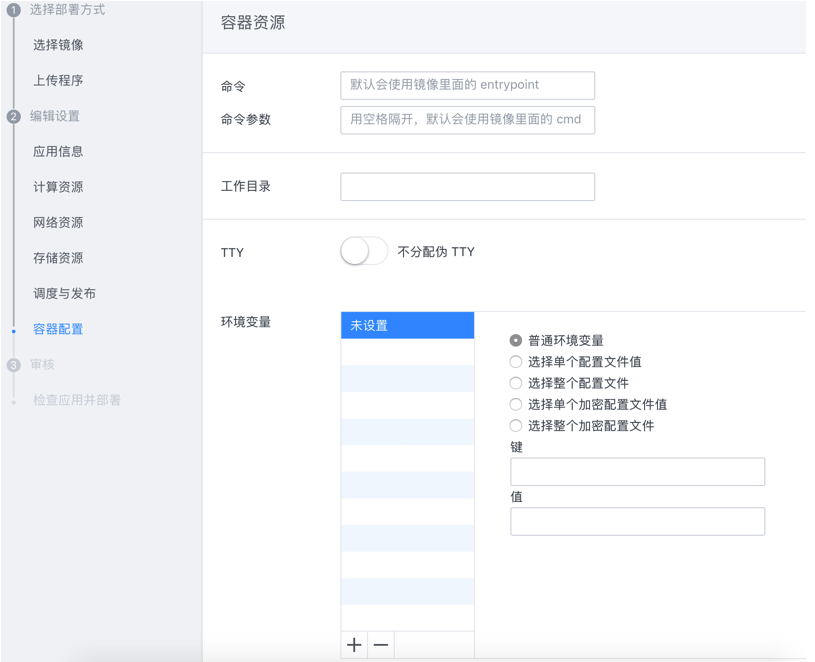 1 选择部署方式
选择镜像
上传程序
2 编辑设置
应用信息
计算资源
网络资源
存储资源
调度与发布
容器配置
3 审核
检查应用并部署
容器资源
命令
默认会使用镜像里面的 entrypoint
命令参数
用空格隔开，默认会使用镜像里面的 cmd
工作目录
TTY
不分配伪 TTY
环境变量
未设置
普通环境变量
选择单个配置文件值
选择整个配置文件
选择单个加密配置文件值
选择整个加密配置文件
键
值